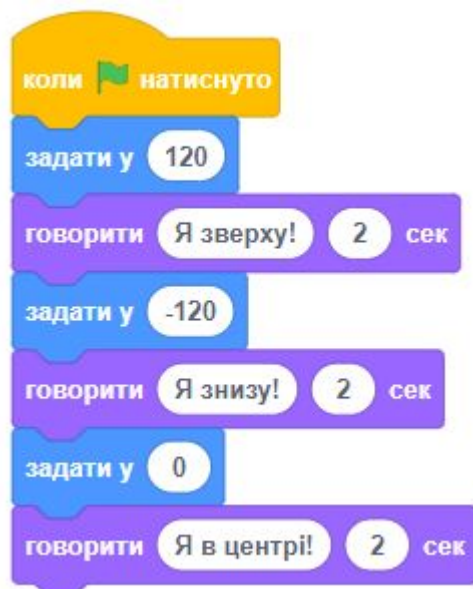 коли натиснуто
задати y 120
говорити Я зверху! 2 сек
задати y -120
говорити Я знизу! 2 сек
задати y 0
говорити Я в центрі! 2 сек